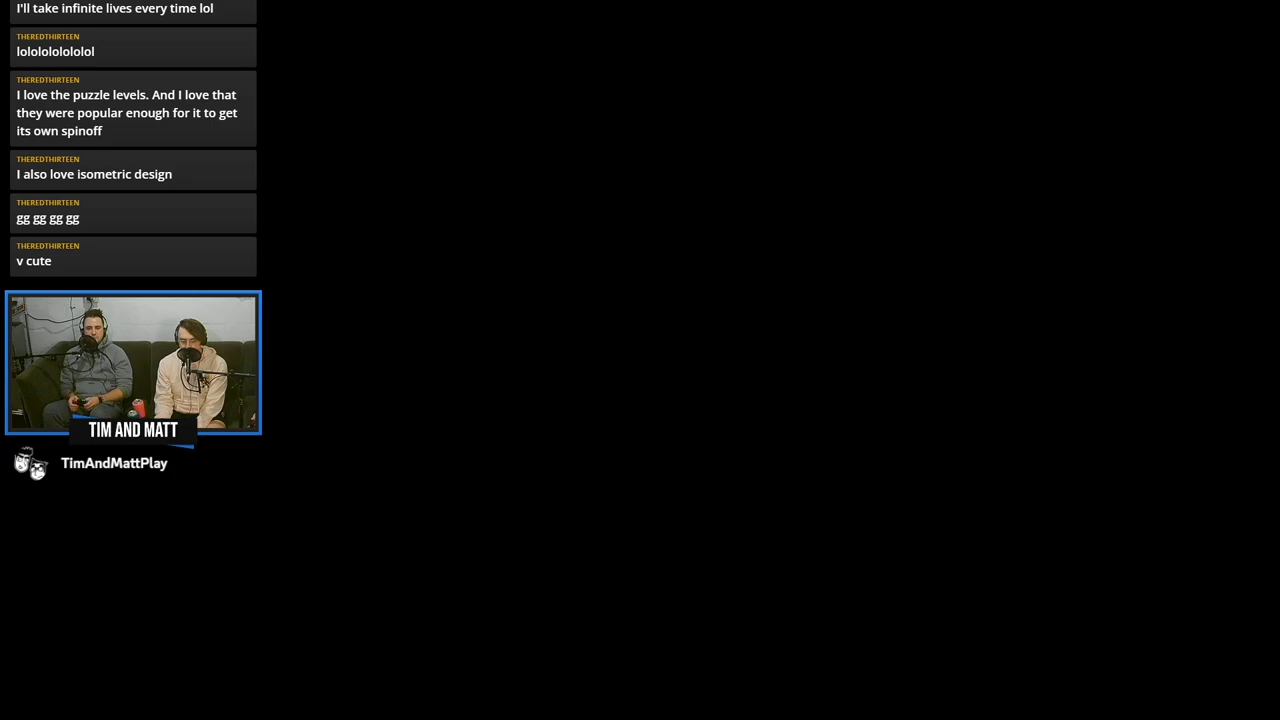 I'll take infinite lives every time lol
THEREDTHIRTEEN
lolololololololol
THEREDTHIRTEEN
I love the puzzle levels. And I love that
they were popular enough for it to get
its own spinoff
THEREDTHIRTEEN
I also love isometric design
THEREDTHIRTEEN
gg gg gg gg
THEREDTHIRTEEN
v cute
TIM AND MATT
TimAndMattPlay